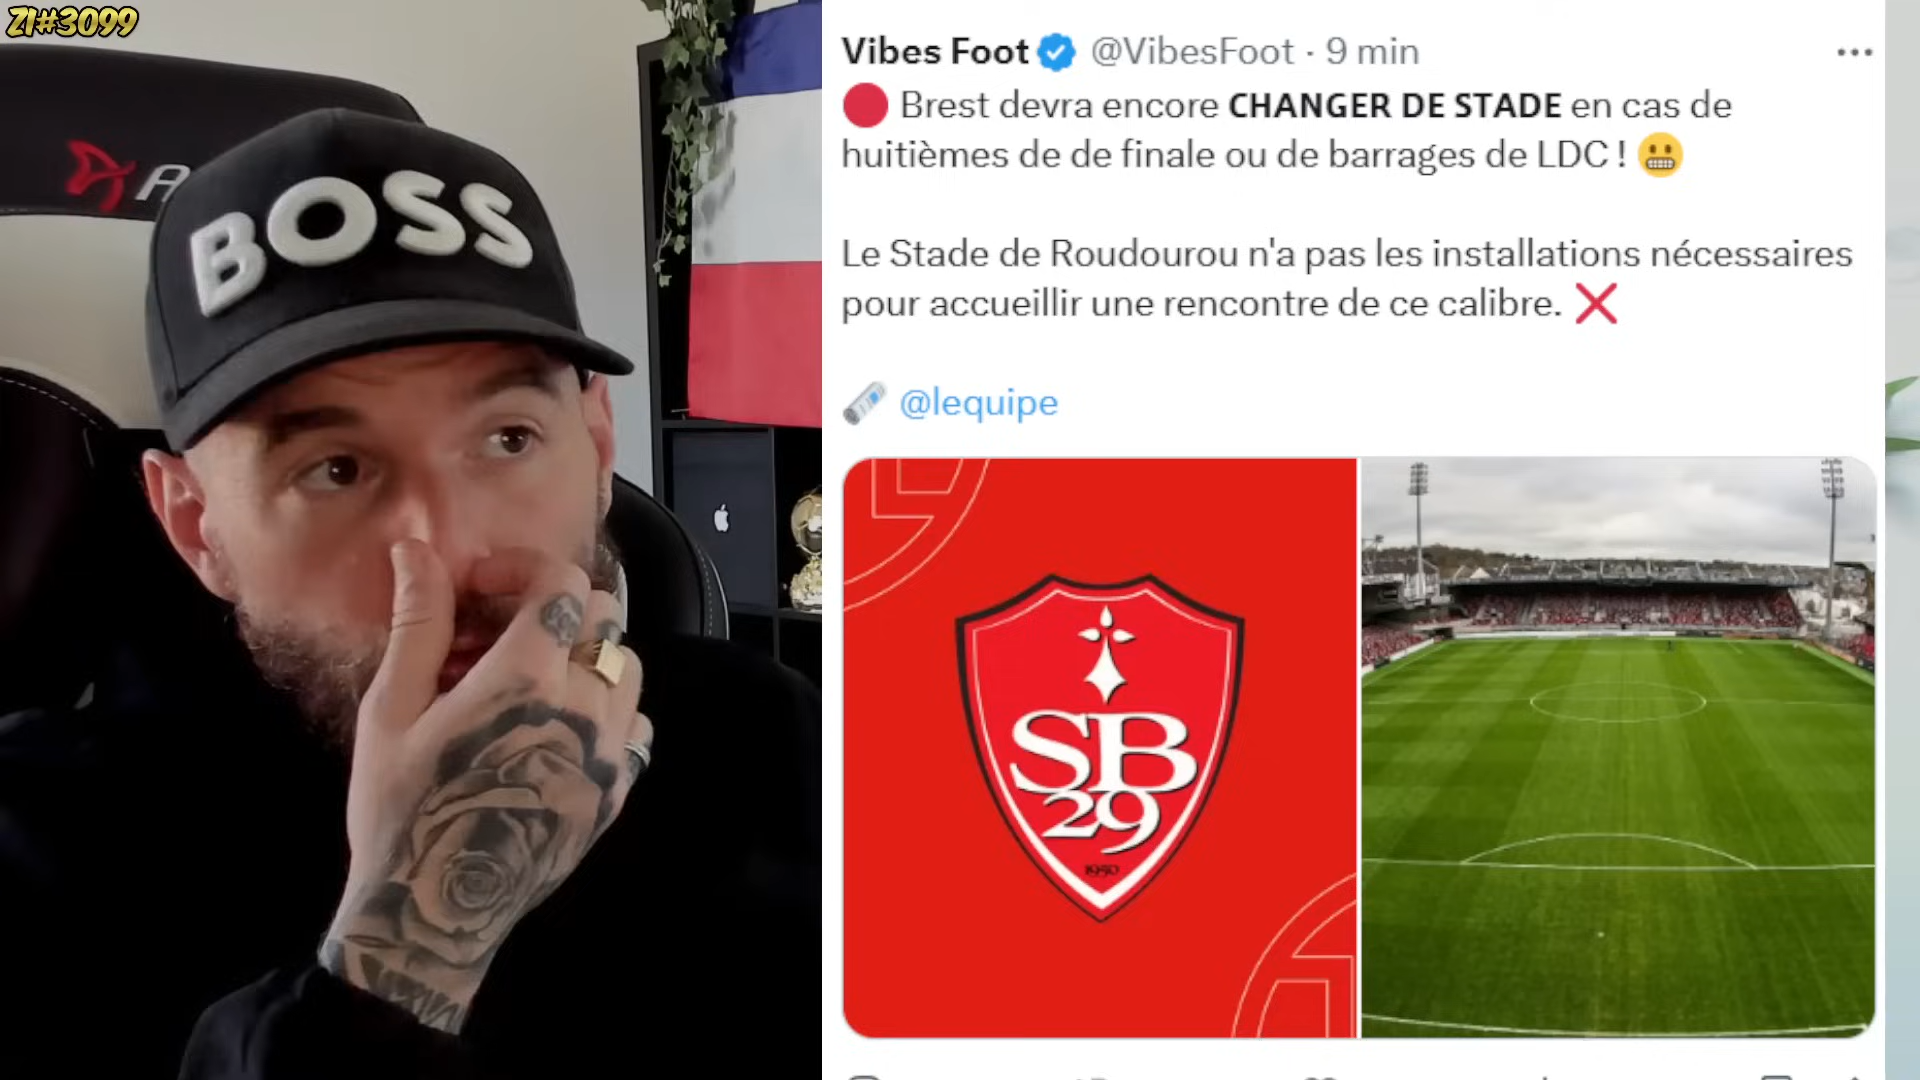 ZI#3099
A
BOSS
Vibes Foot @VibesFoot · 9 min
Brest devra encore CHANGER DE STADE en cas de
huitièmes de de finale ou de barrages de LDC !
Le Stade de Roudourou n'a pas les installations nécessaires
pour accueillir une rencontre de ce calibre.
@lequipe
SB
29
1950